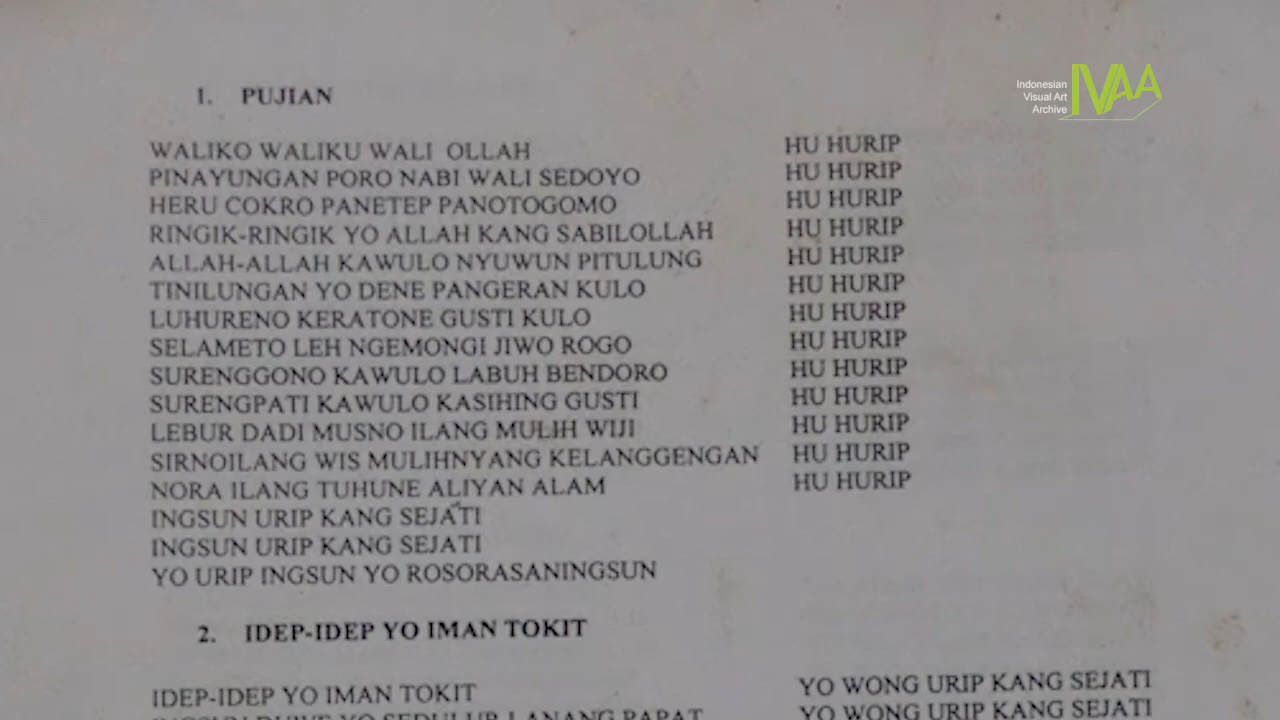 Indonesian
Visual Art
Archive
IVAA
1. PUJIAN
WALIKO WALIKU WALI OLLAH HU HURIP
PINAYUNGAN PORO NABI WALI SEDOYO HU HURIP
HERU COKRO PANETEP PANOTOGOMO HU HURIP
RINGIK-RINGIK YO ALLAH KANG SABILOLLAH HU HURIP
ALLAH-ALLAH KAWULO NYUWUN PITULUNG HU HURIP
TINILUNGAN YO DENE PANGERAN KULO HU HURIP
LUHURENO KERATONE GUSTI KULO HU HURIP
SELAMETO LEH NGEMONGI JIWO ROGO HU HURIP
SURENGGONO KAWULO LABUH BENDORO HU HURIP
SURENGPATI KAWULO KASIHING GUSTI HU HURIP
LEBUR DADI MUSNO ILANG MULIH WIJI HU HURIP
SIRNOILANG WIS MULIHNYANG KELANGGENGAN HU HURIP
NORA ILANG TUHUNE ALIYAN ALAM HU HURIP
INGSUN URIP KANG SEJATI
INGSUN URIP KANG SEJATI
YO URIP INGSUN YO ROSORASANINGSUN
2. IDEP-IDEP YO IMAN TOKIT
IDEP-IDEP YO IMAN TOKIT YO WONG URIP KANG SEJATI
YO SEDULUR LANANG PAPAT YO WONG URIP KANG SEJATI